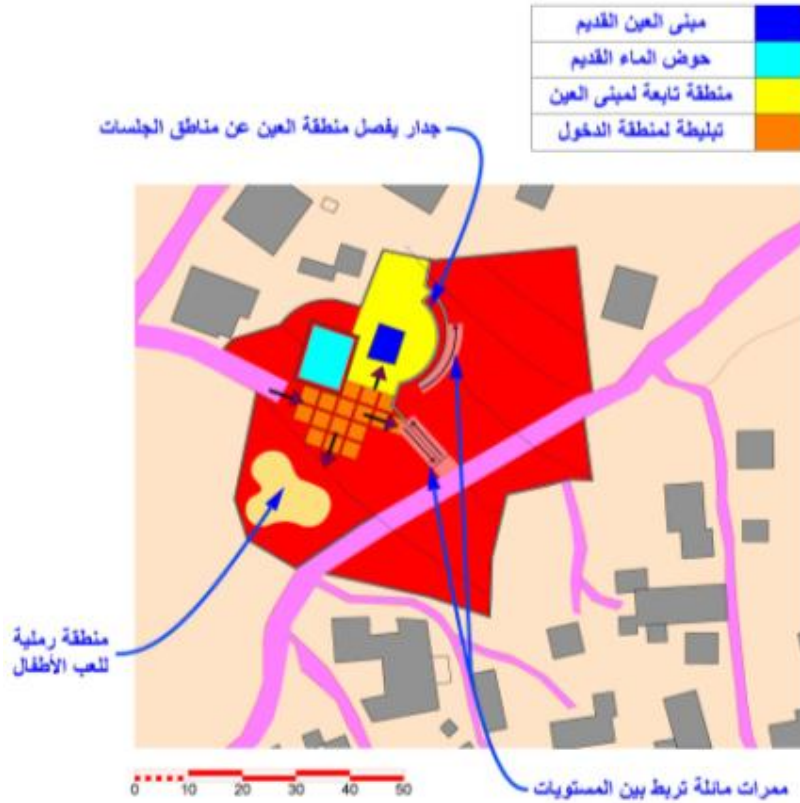 مبنى العين القديم
حوض الماء القديم
منطقة تابعة لمبنى العين
تبليطة لمنطقة الدخول
جدار يفصل منطقة العين عن مناطق الجلسات
منطقة رملية
للعب الأطفال
0 10 20 30 40 50
ممرات مائلة تربط بين المستويات